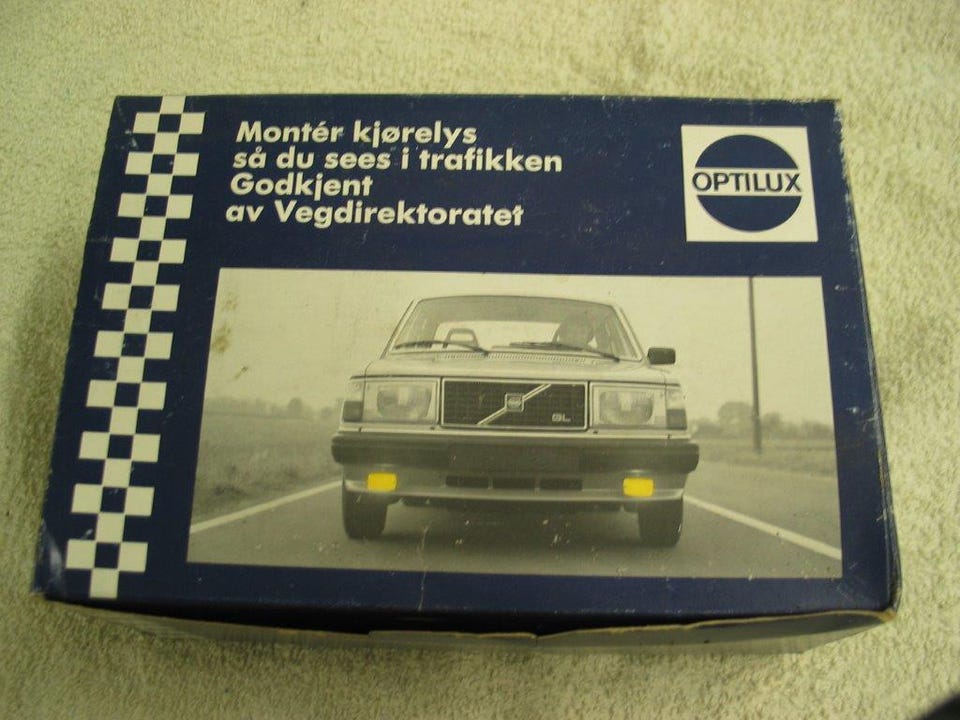 Montér kjørelys
så du sees i trafikken
Godkjent
av Vegdirektoratet
OPTILUX
GL